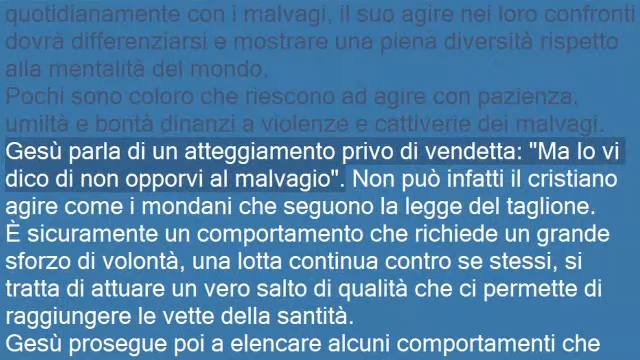 quotidianamente con i malvagi, il suo agire nei loro confronti
dovrà differenziarsi e mostrare una piena diversità rispetto
alla mentalità del mondo.
Pochi sono coloro che riescono ad agire con pazienza,
umiltà e bontà dinanzi a violenze e cattiverie dei malvagi.
Gesù parla di un atteggiamento privo di vendetta: "Ma Io vi
dico di non opporvi al malvagio". Non può infatti il cristiano
agire come i mondani che seguono la legge del taglione.
È sicuramente un comportamento che richiede un grande
sforzo di volontà, una lotta continua contro se stessi, si
tratta di attuare un vero salto di qualità che ci permette di
raggiungere le vette della santità.
Gesù prosegue poi a elencare alcuni comportamenti che